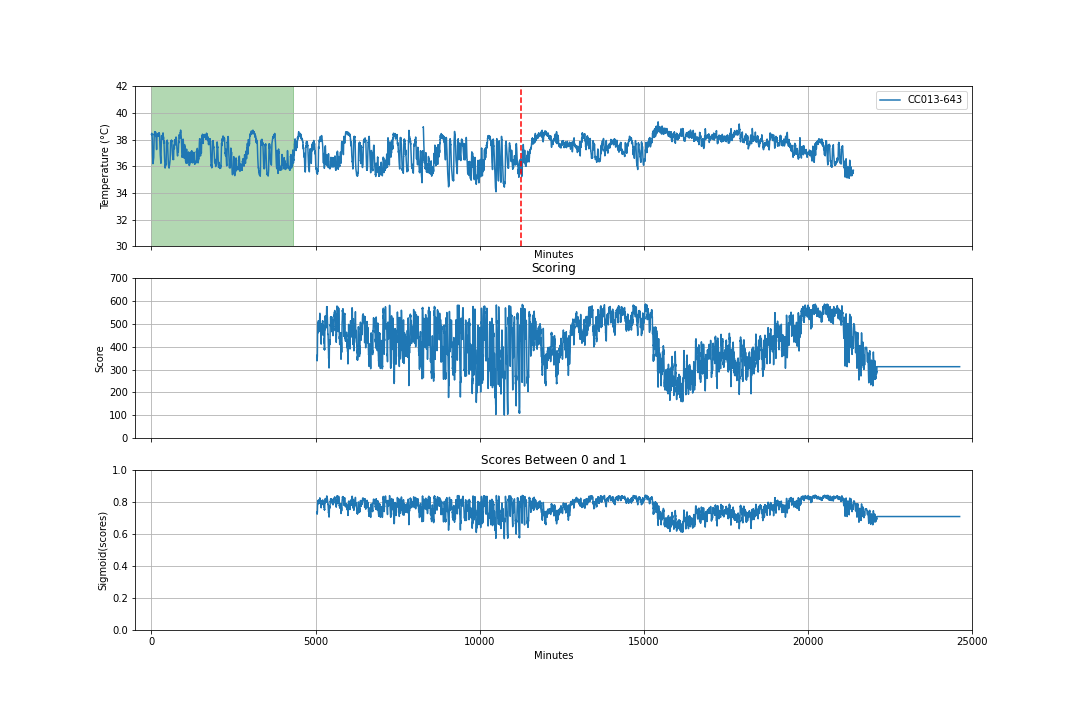 42
40
38
36
34
32
30
Temperature (°C)
CC013-643
Minutes
Scoring
700
600
500
400
300
200
100
0
Score
Scores Between 0 and 1
1.0
0.8
0.6
0.4
0.2
0.0
Sigmoid(scores)
0 5000 10000 15000 20000 25000
Minutes